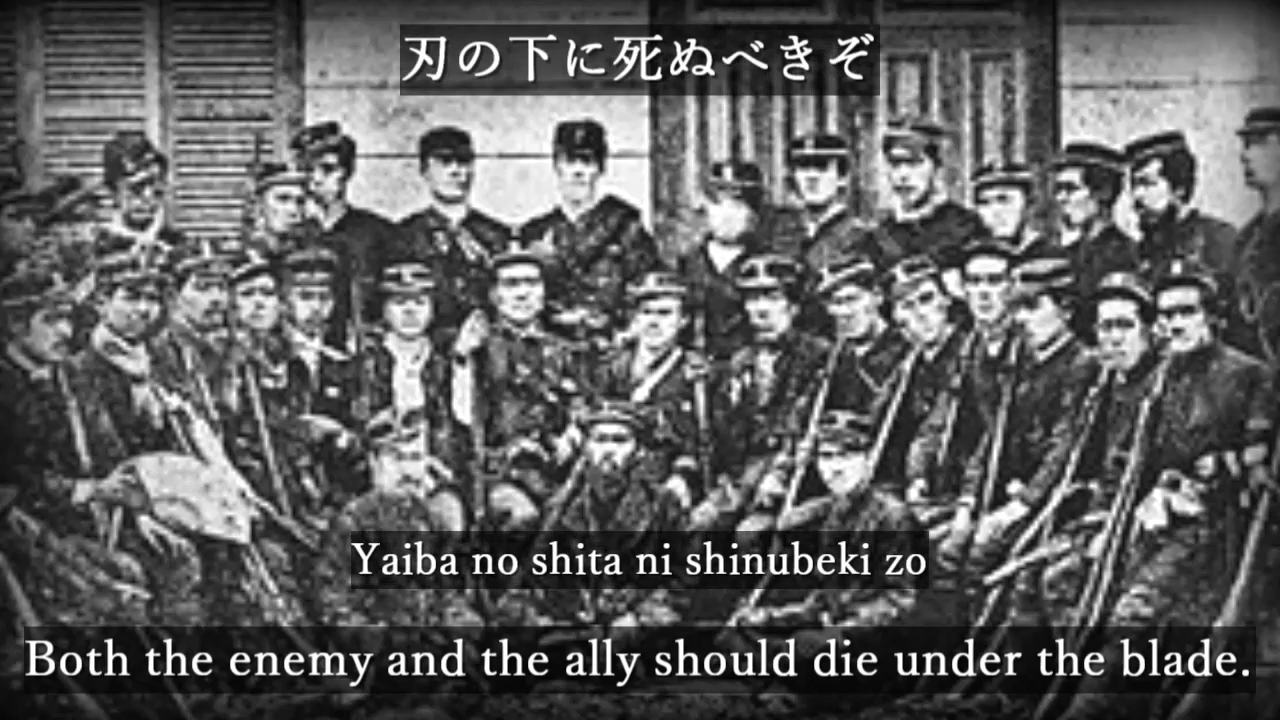 刃の下に死ぬべきぞ
Yaiba no shita ni shinubeki zo
Both the enemy and the ally should die under the blade.